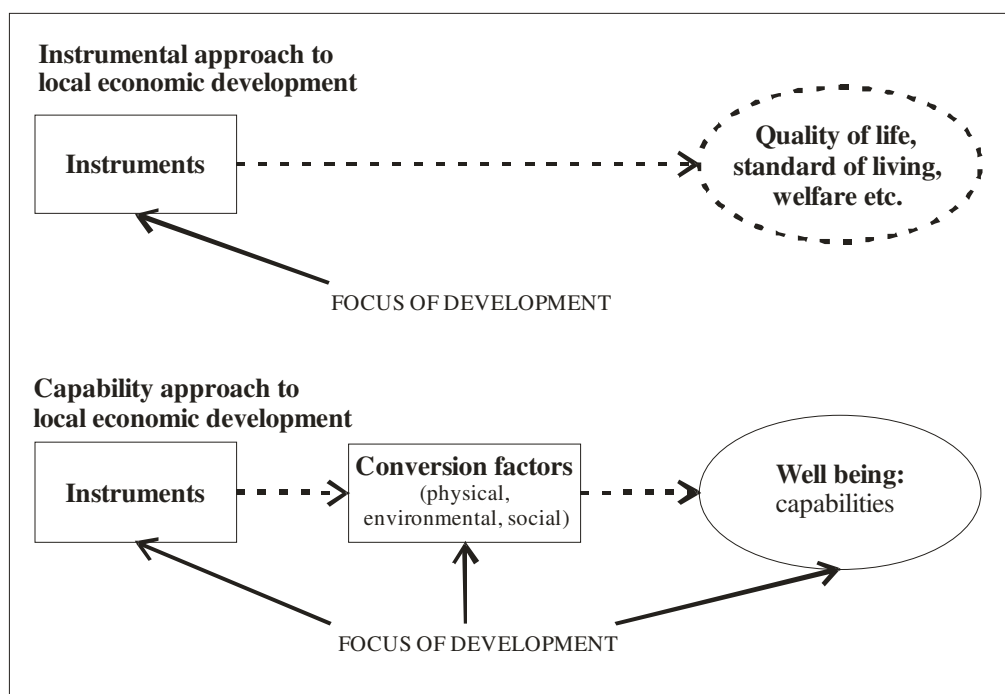 Instrumental approach to
local economic development
Instruments
Quality of life,
standard of living,
welfare etc.
FOCUS OF DEVELOPMENT
Capability approach to
local economic development
Instruments
Conversion factors
(physical,
environmental, social)
Well being:
capabilities
FOCUS OF DEVELOPMENT